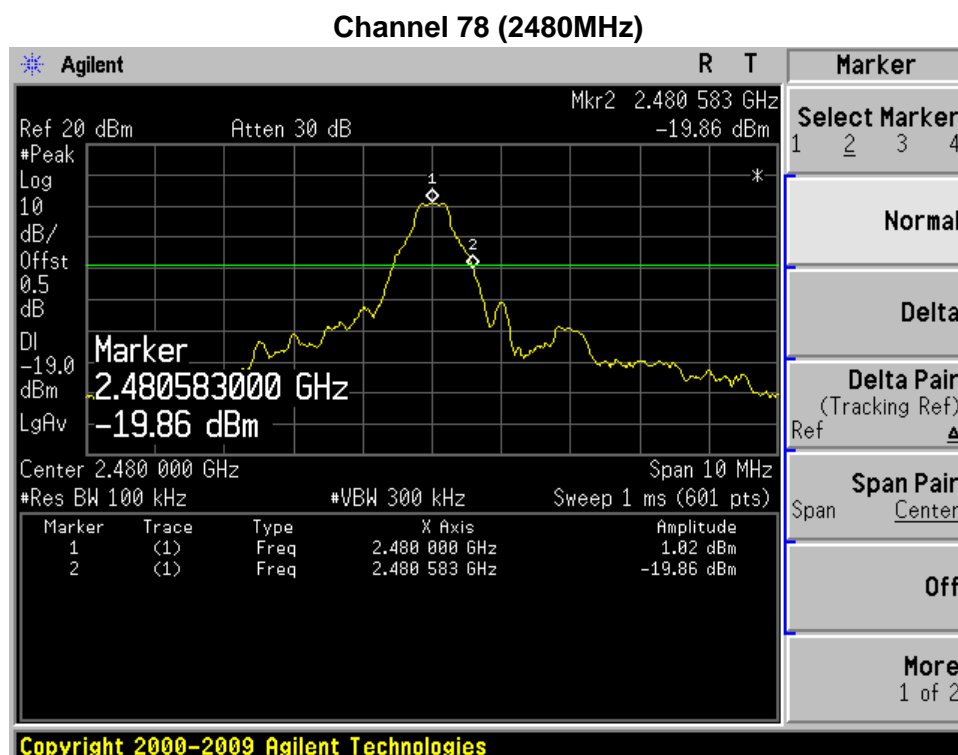 Channel 78 (2480MHz)
Agilent R T Marker
Mkr2 2.480 583 GHz
Ref 20 dBm Atten 30 dB -19.86 dBm
Select Marker
1 2 3 4
#Peak
Log
10
dB/
Offst
0.5
dB
DI
-19.0
dBm
LgAv
1
2
*
Marker
2.480583000 GHz
-19.86 dBm
Normal
Delta
Delta Pair
(Tracking Ref)
Ref Δ
Span Pair
Span Center
Off
More
1 of 2
Center 2.480 000 GHz Span 10 MHz
#Res BW 100 kHz #VBW 300 kHz Sweep 1 ms (601 pts)
Marker Trace Type X Axis Amplitude
1 (1) Freq 2.480 000 GHz 1.02 dBm
2 (1) Freq 2.480 583 GHz -19.86 dBm
Copyright 2000-2009 Agilent Technologies